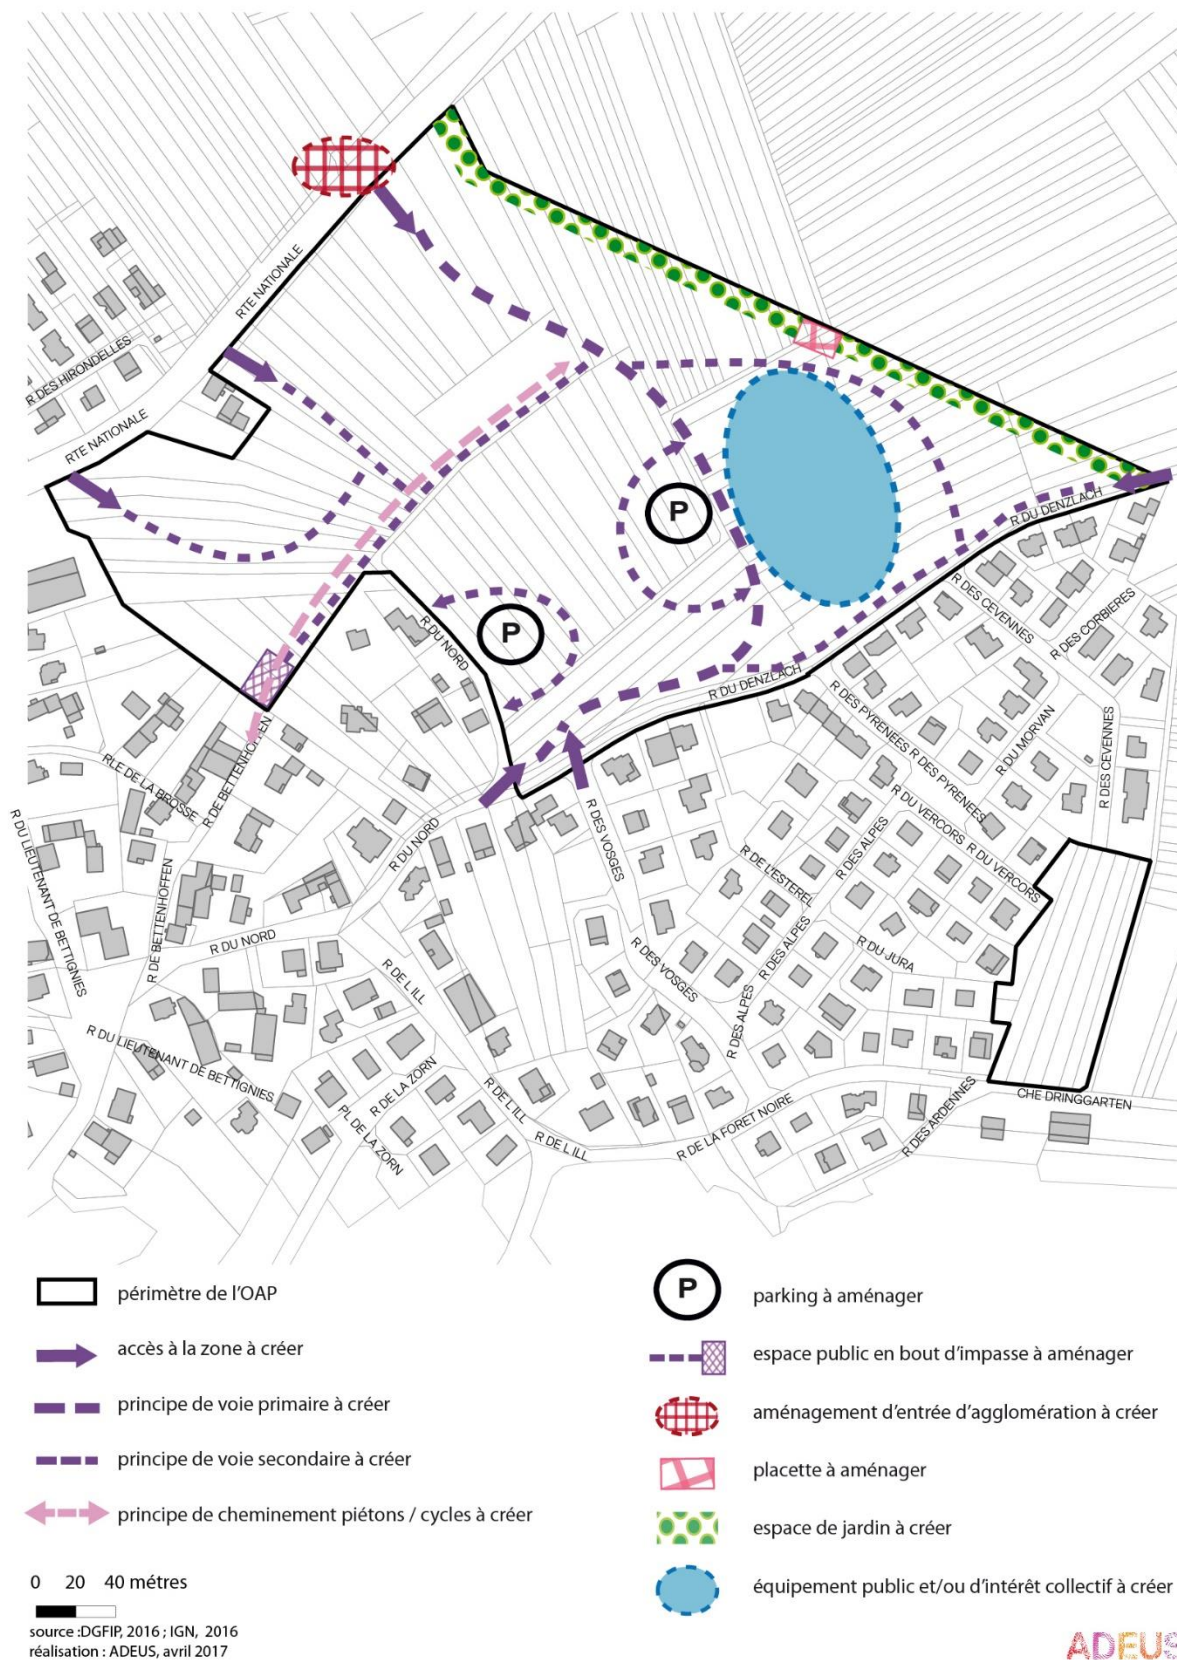 RTE NATIONALE
R DES HIRONDELLES
RTE NATIONALE
P
R DU DENZLACH
P
R DES CEVENNES
R DES CORBIERES
R DU NORD
R DU DENZLACH
R DES PYRENEES
R DES PYRENEES
R DU MORVAN
R DES CEVENNES
RLE DE LA BROSSE
R DE BETTENHOFFEN
R DU VERCORS
R DU VERCORS
R DU LIEUTENANT DE BETTIGNIES
R DU NORD
R DES VOSGES
R DE L'ESTEREL
R DES ALPES
R DE BETTENHOFFEN
R DU NORD
R DES ALPES
R DU JURA
R DE L ILL
R DES VOSGES
R DES ALPES
R DU LIEUTENANT DE BETTIGNIES
R DE LA ZORN
PL DE LA ZORN
R DE L ILL
R DE L ILL
R DE LA FORET NOIRE
R DES ARDENNES
CHE DRINGGARTEN
périmètre de l'OAP
accès à la zone à créer
principe de voie primaire à créer
principe de voie secondaire à créer
principe de cheminement piétons / cycles à créer
P
parking à aménager
espace public en bout d'impasse à aménager
aménagement d'entrée d'agglomération à créer
placette à aménager
espace de jardin à créer
équipement public et/ou d'intérêt collectif à créer
0 20 40 métres
source :DGFIP, 2016 ; IGN, 2016
réalisation : ADEUS, avril 2017
ADEUS